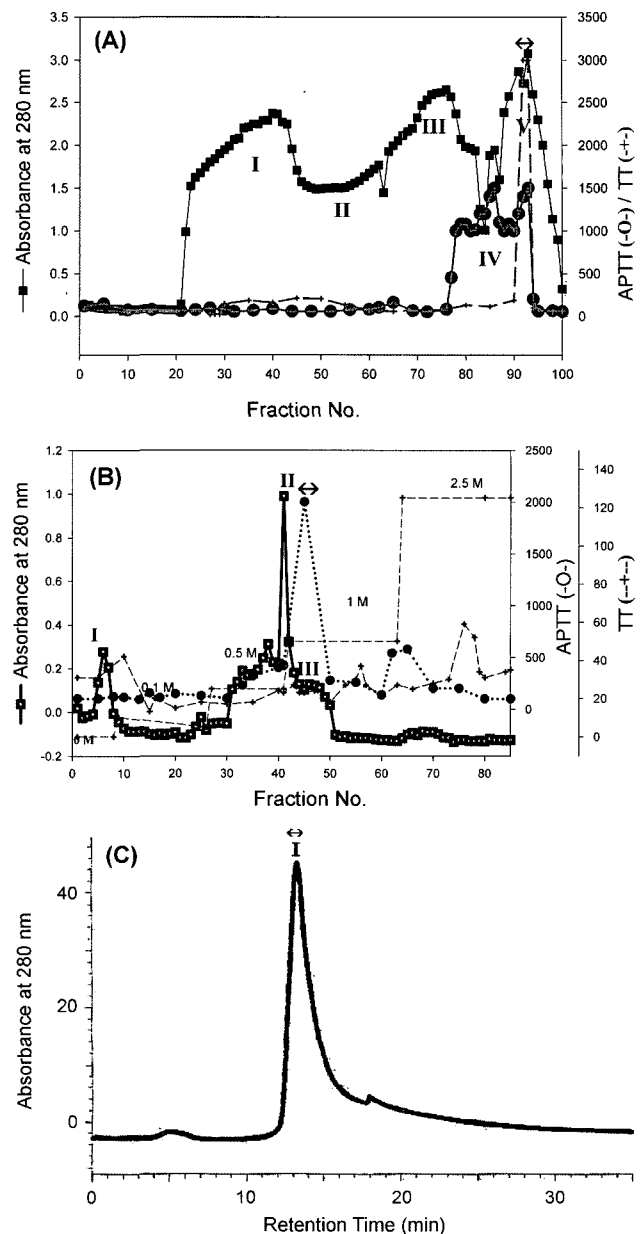 (A)
Absorbance at 280 nm
3.5
3.0
2.5
2.0
1.5
1.0
0.5
0.0
I
II
III
IV
V
3500
3000
2500
2000
1500
1000
500
0
APTT (-O-) / TT (-+-)
0 10 20 30 40 50 60 70 80 90 100
Fraction No.
(B)
Absorbance at 280 nm
1.2
1.0
0.8
0.6
0.4
0.2
0.0
-0.2
I
II
III
0 M
0.1 M
0.5 M
1 M
2.5 M
2500
2000
1500
1000
500
0
APTT (-O-)
140
120
100
80
60
40
20
0
TT (--+--)
0 10 20 30 40 50 60 70 80
Fraction No.
(C)
Absorbance at 280 nm
40
20
0
I
0 10 20 30
Retention Time (min)